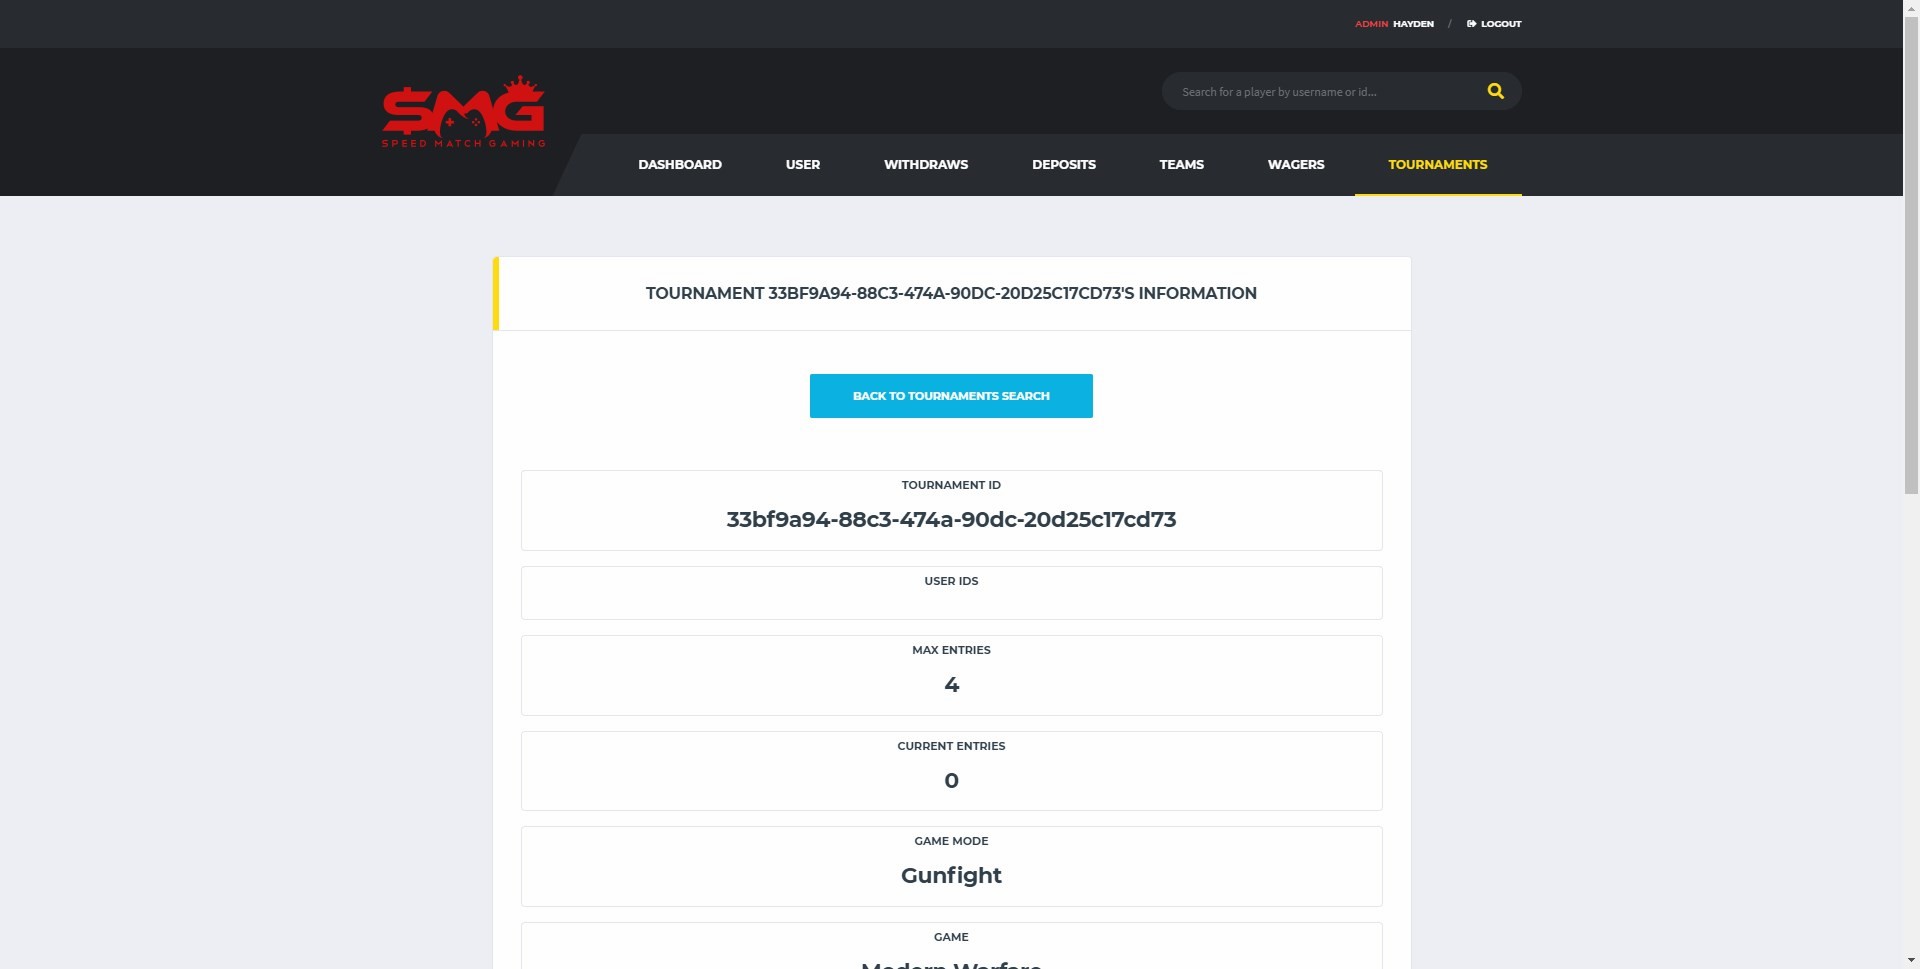 ADMIN HAYDEN / LOGOUT
SMG
SPEED MATCH GAMING
Search for a player by username or id...
DASHBOARD USER WITHDRAWS DEPOSITS TEAMS WAGERS TOURNAMENTS
TOURNAMENT 33BF9A94-88C3-474A-90DC-20D25C17CD73'S INFORMATION
BACK TO TOURNAMENTS SEARCH
TOURNAMENT ID
33bf9a94-88c3-474a-90dc-20d25c17cd73
USER IDS
MAX ENTRIES
4
CURRENT ENTRIES
0
GAME MODE
Gunfight
GAME
Modern Warfare